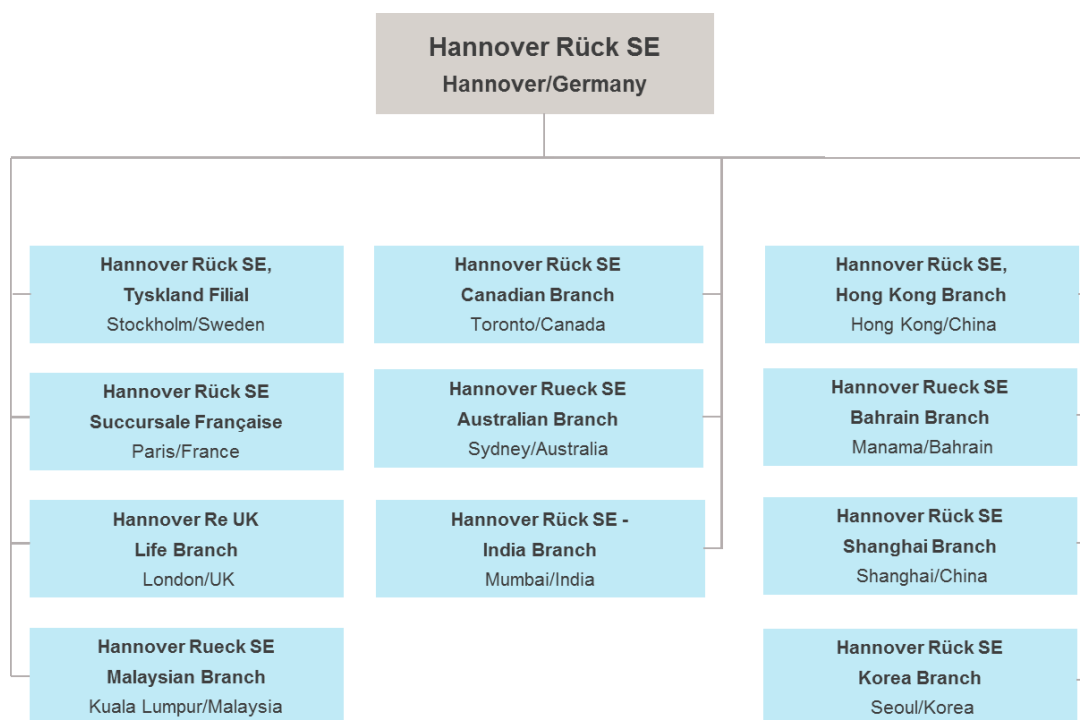 Hannover Rück SE
Hannover/Germany
Hannover Rück SE,
Tyskland Filial
Stockholm/Sweden
Hannover Rück SE
Succursale Française
Paris/France
Hannover Re UK
Life Branch
London/UK
Hannover Rueck SE
Malaysian Branch
Kuala Lumpur/Malaysia
Hannover Rück SE
Canadian Branch
Toronto/Canada
Hannover Rueck SE
Australian Branch
Sydney/Australia
Hannover Rück SE -
India Branch
Mumbai/India
Hannover Rück SE,
Hong Kong Branch
Hong Kong/China
Hannover Rueck SE
Bahrain Branch
Manama/Bahrain
Hannover Rück SE
Shanghai Branch
Shanghai/China
Hannover Rück SE
Korea Branch
Seoul/Korea